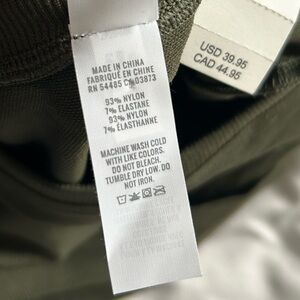 MADE IN CHINA
FABRIQUÉ EN CHINE
RN 54485 CA 03873
93% NYLON
7% ELASTANE
93% NYLON
7% ÉLASTHANNE
MACHINE WASH COLD
WITH LIKE COLORS.
DO NOT BLEACH.
TUMBLE DRY LOW. DO
NOT IRON.
USD 39.95
CAD 44.95